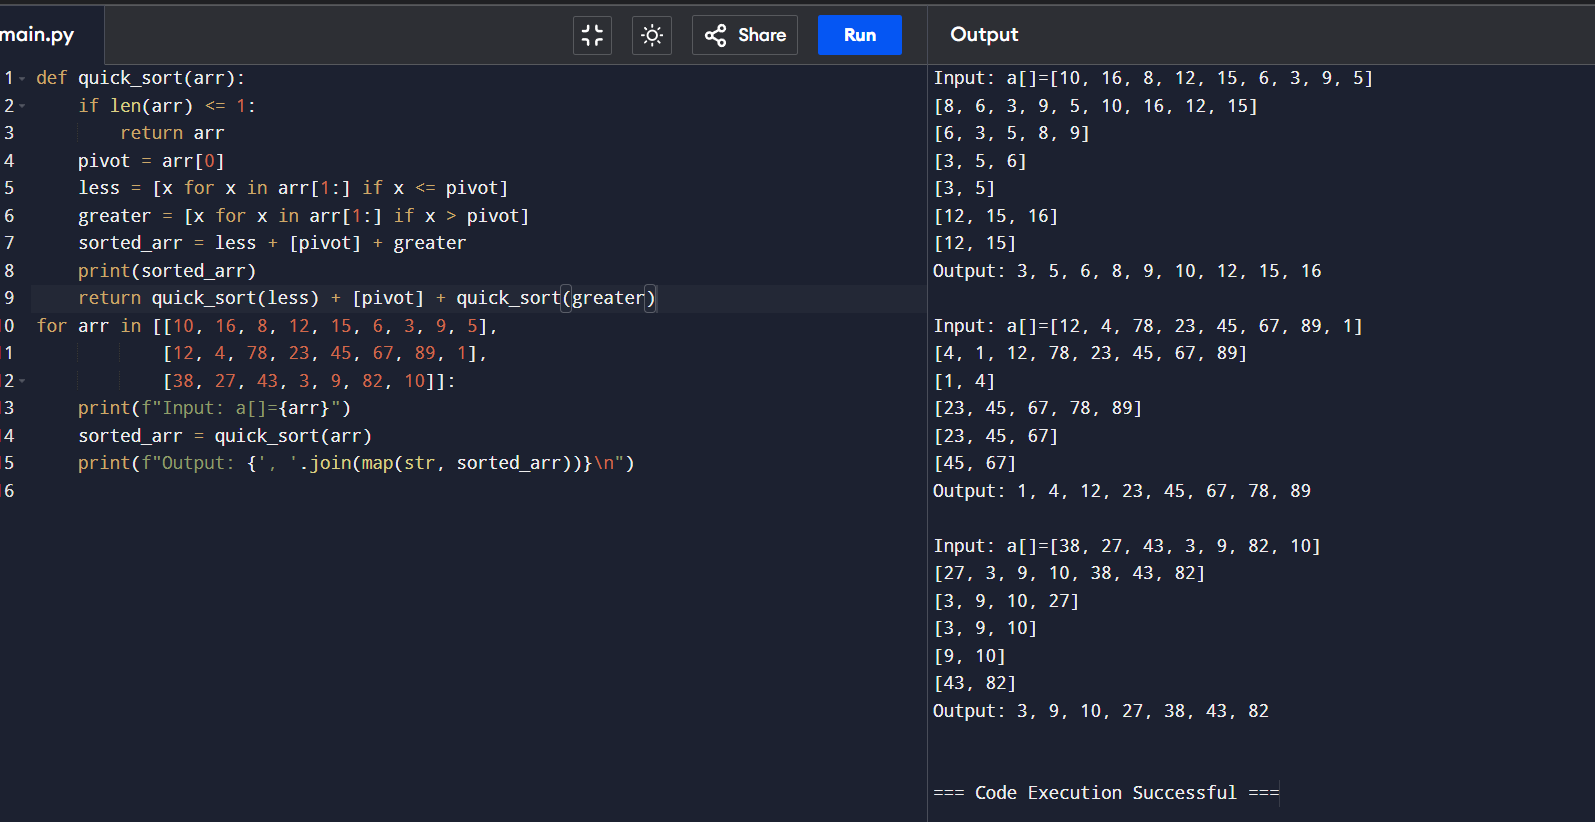 main.py
Share
Run
Output
1 def quick_sort(arr):
2     if len(arr) <= 1:
3         return arr
4     pivot = arr[0]
5     less = [x for x in arr[1:] if x <= pivot]
6     greater = [x for x in arr[1:] if x > pivot]
7     sorted_arr = less + [pivot] + greater
8     print(sorted_arr)
9     return quick_sort(less) + [pivot] + quick_sort(greater)
10 for arr in [[10, 16, 8, 12, 15, 6, 3, 9, 5],
11             [12, 4, 78, 23, 45, 67, 89, 1],
12             [38, 27, 43, 3, 9, 82, 10]]:
13     print(f"Input: a[]={arr}")
14     sorted_arr = quick_sort(arr)
15     print(f"Output: {', '.join(map(str, sorted_arr))}\n")
16
Input: a[]=[10, 16, 8, 12, 15, 6, 3, 9, 5]
[8, 6, 3, 9, 5, 10, 16, 12, 15]
[6, 3, 5, 8, 9]
[3, 5, 6]
[3, 5]
[12, 15, 16]
[12, 15]
Output: 3, 5, 6, 8, 9, 10, 12, 15, 16
Input: a[]=[12, 4, 78, 23, 45, 67, 89, 1]
[4, 1, 12, 78, 23, 45, 67, 89]
[1, 4]
[23, 45, 67, 78, 89]
[23, 45, 67]
[45, 67]
Output: 1, 4, 12, 23, 45, 67, 78, 89
Input: a[]=[38, 27, 43, 3, 9, 82, 10]
[27, 3, 9, 10, 38, 43, 82]
[3, 9, 10, 27]
[3, 9, 10]
[9, 10]
[43, 82]
Output: 3, 9, 10, 27, 38, 43, 82
=== Code Execution Successful ===